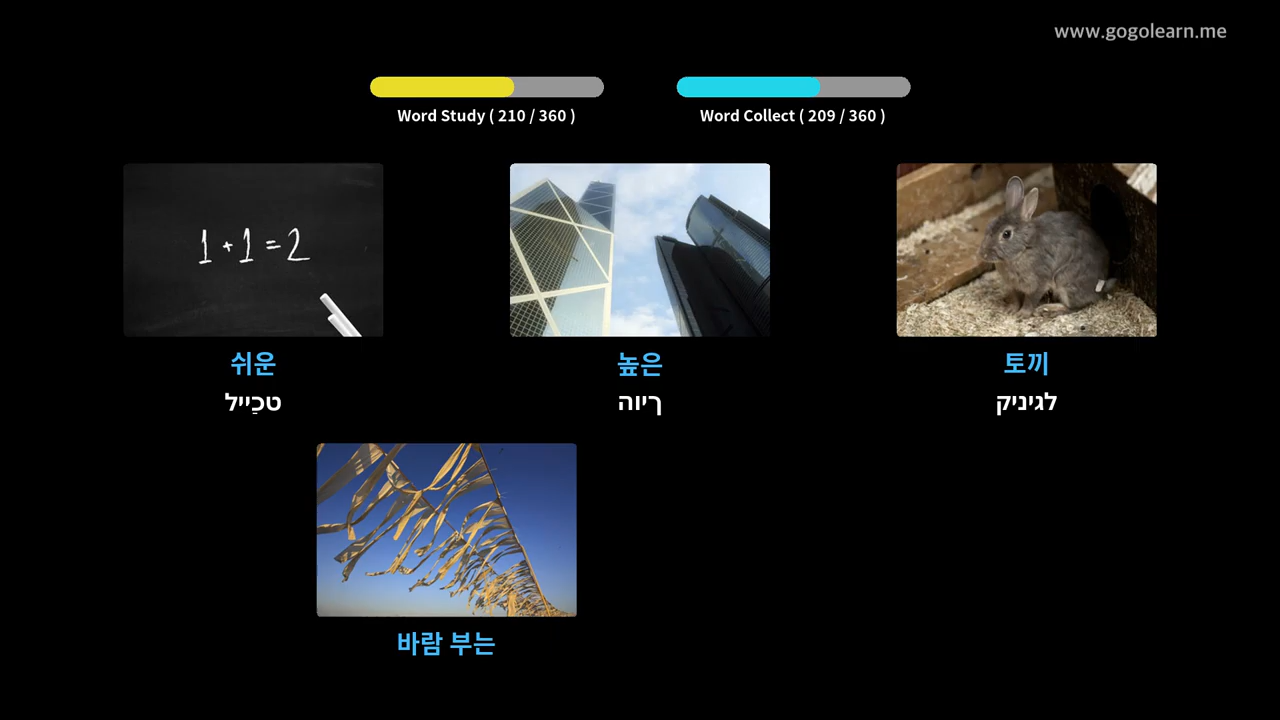 www.gogolearn.me
Word Study ( 210 / 360 )
Word Collect ( 209 / 360 )
1 + 1 = 2
쉬운
높은
토끼
טכַייל
ךיוה
לגיניק
바람 부는